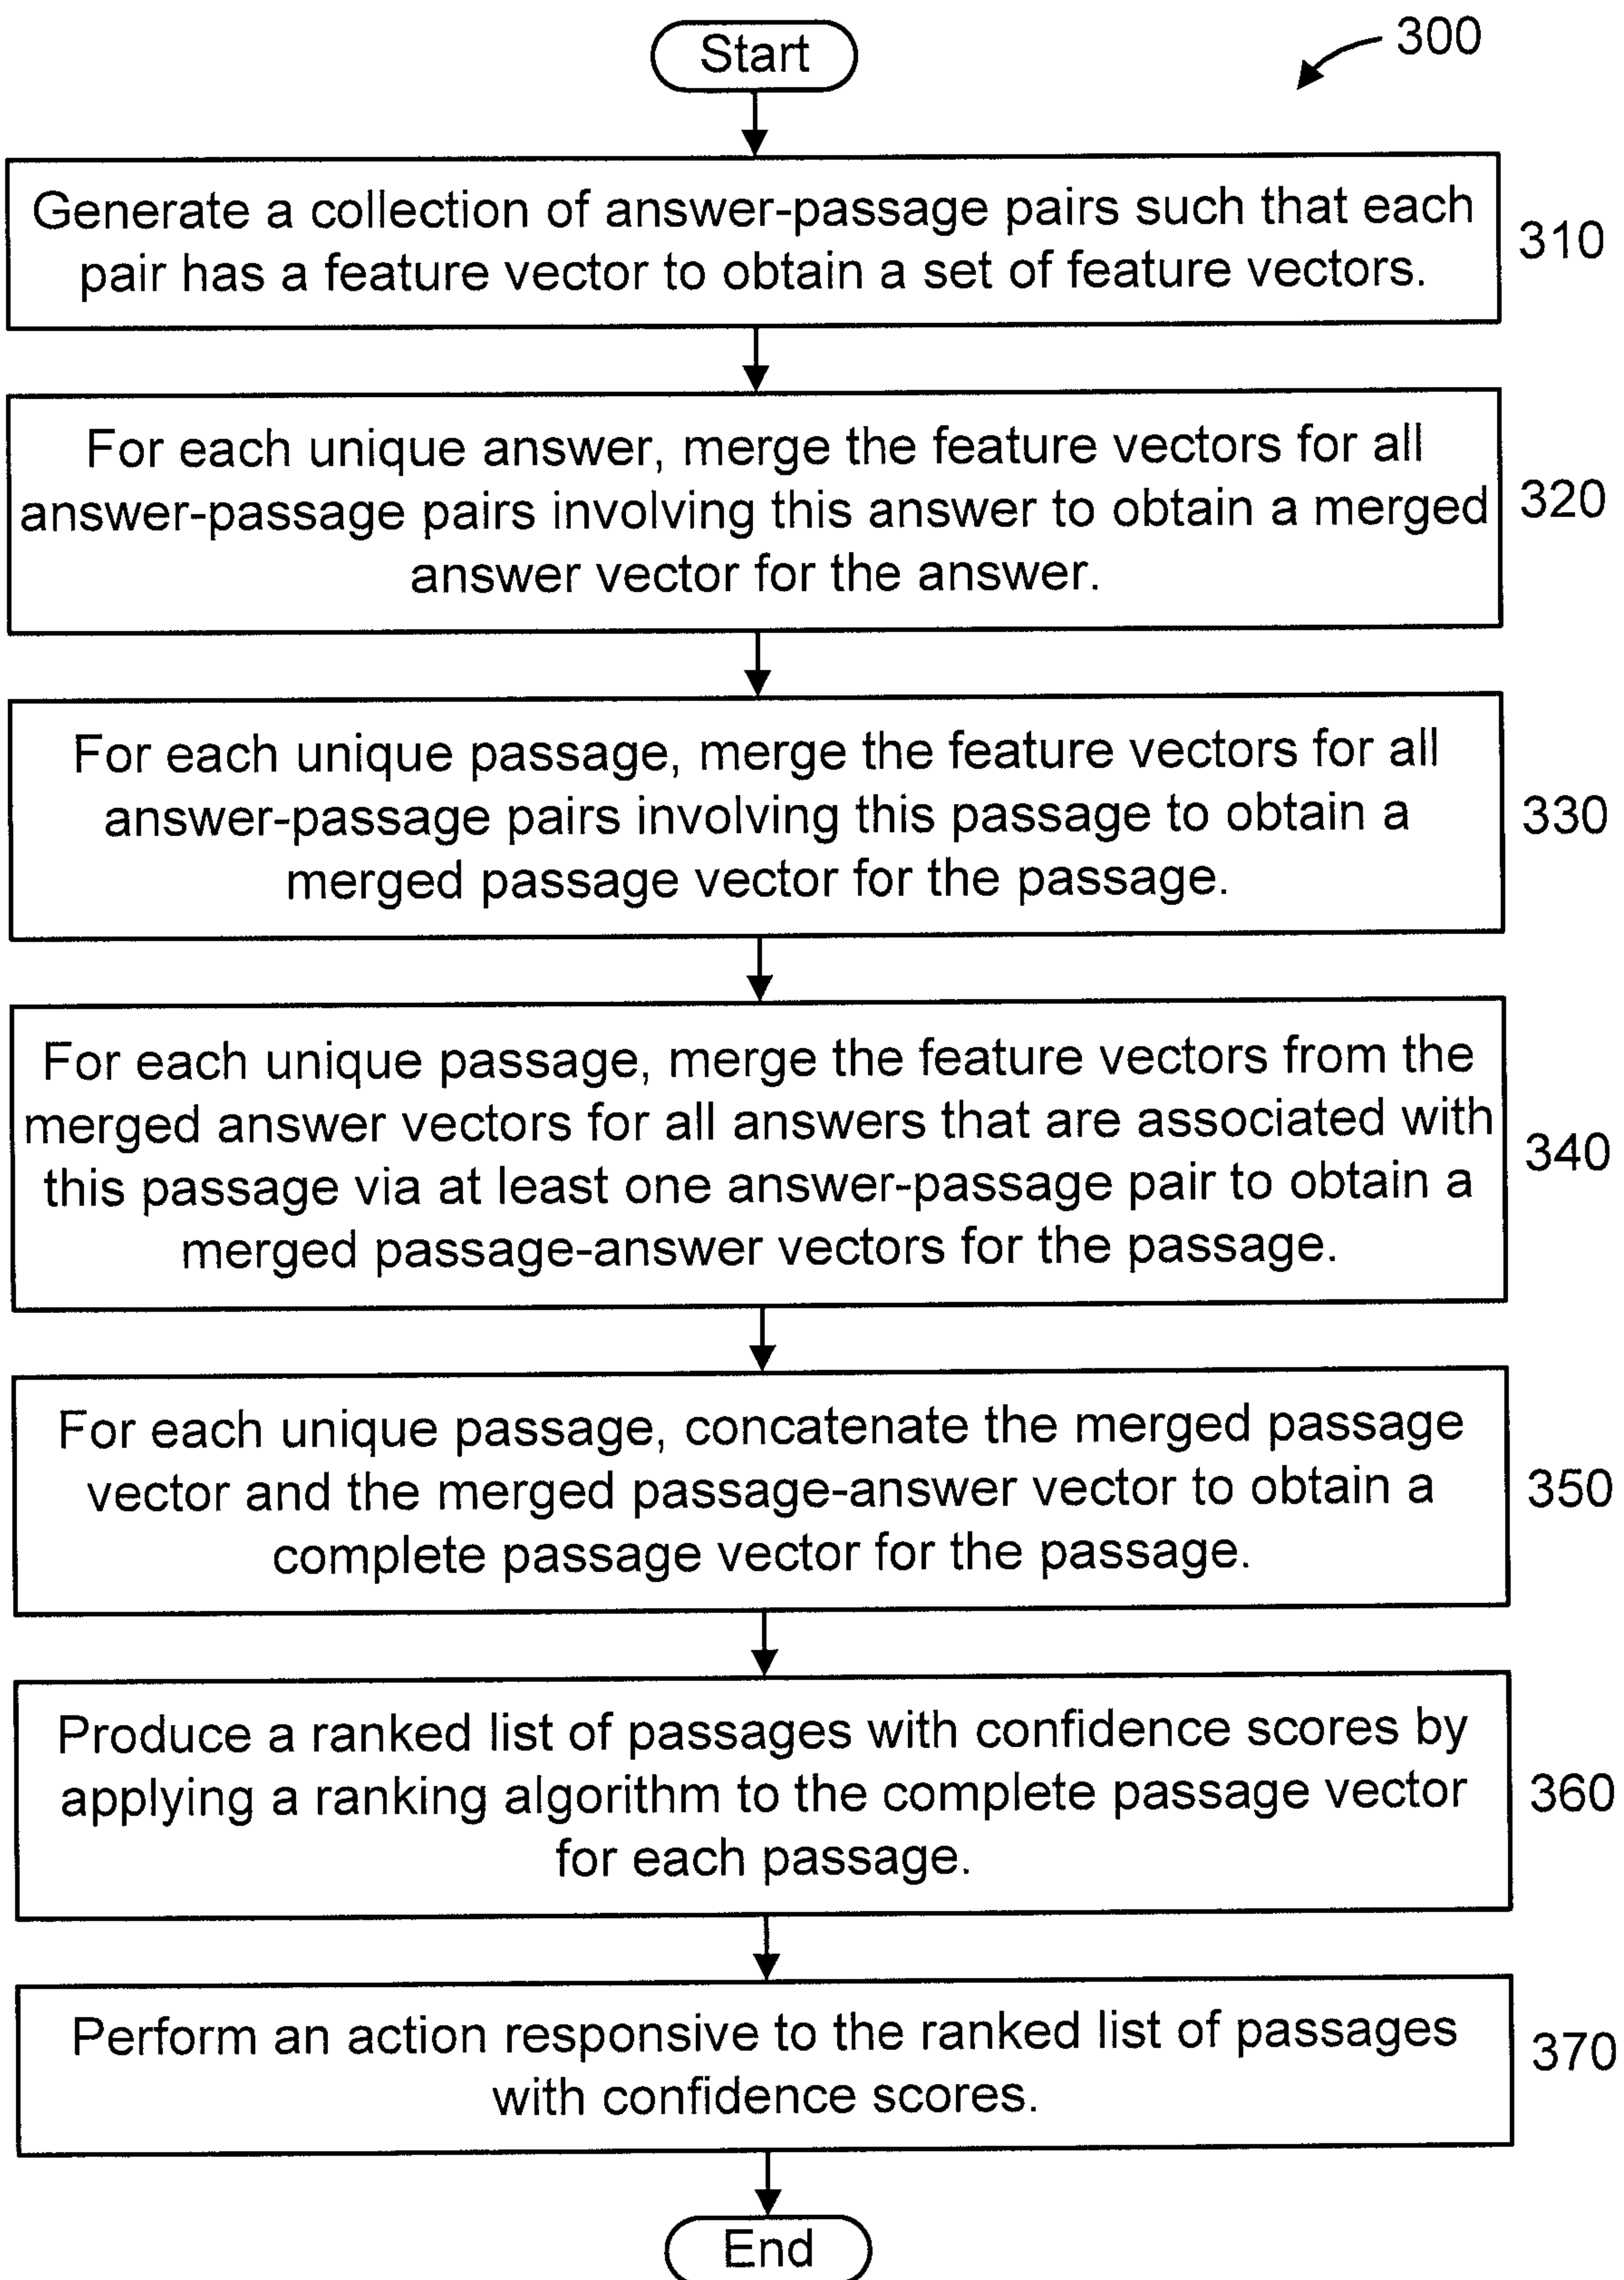 Start
300
Generate a collection of answer-passage pairs such that each
pair has a feature vector to obtain a set of feature vectors.
310
For each unique answer, merge the feature vectors for all
answer-passage pairs involving this answer to obtain a merged
answer vector for the answer.
320
For each unique passage, merge the feature vectors for all
answer-passage pairs involving this passage to obtain a
merged passage vector for the passage.
330
For each unique passage, merge the feature vectors from the
merged answer vectors for all answers that are associated with
this passage via at least one answer-passage pair to obtain a
merged passage-answer vectors for the passage.
340
For each unique passage, concatenate the merged passage
vector and the merged passage-answer vector to obtain a
complete passage vector for the passage.
350
Produce a ranked list of passages with confidence scores by
applying a ranking algorithm to the complete passage vector
for each passage.
360
Perform an action responsive to the ranked list of passages
with confidence scores.
370
End